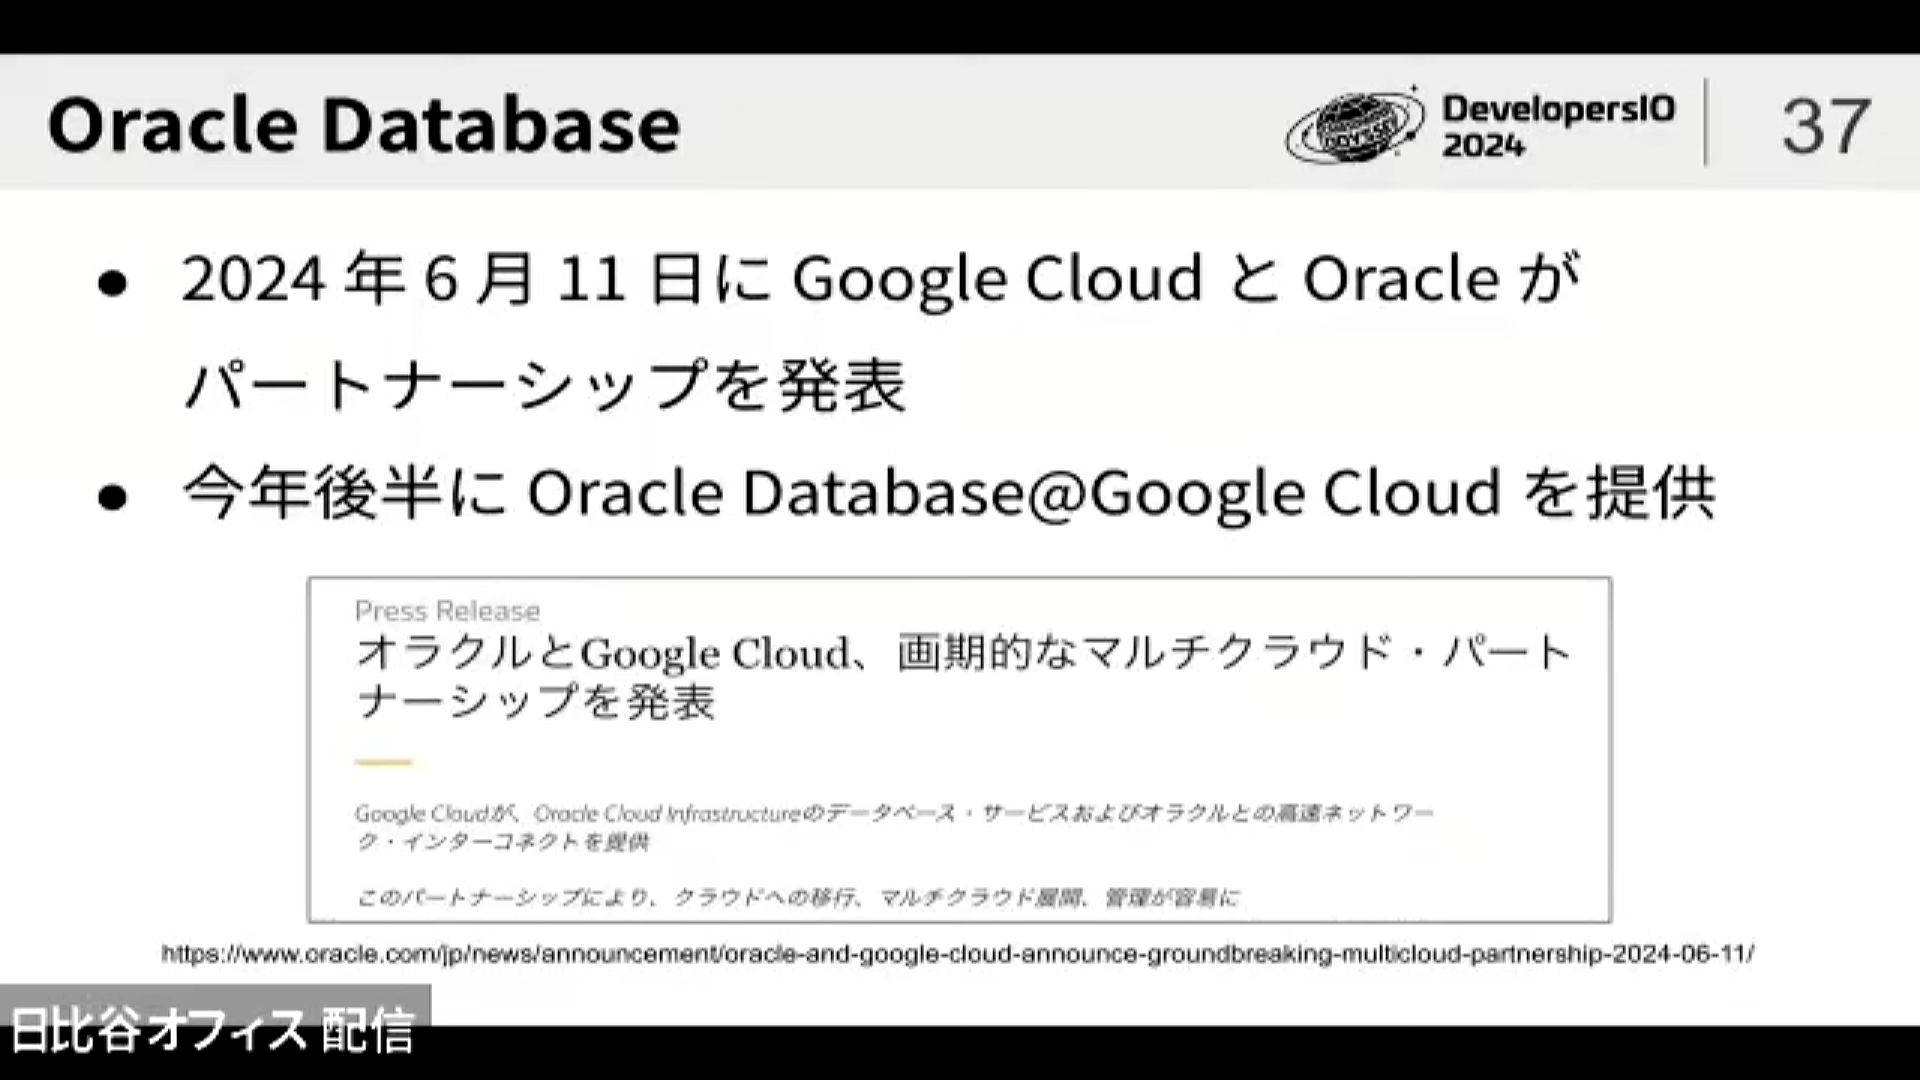 Oracle Database
DevelopersIO
2024
37
● 2024 年 6 月 11 日に Google Cloud と Oracle が
パートナーシップを発表
● 今年後半に Oracle Database@Google Cloud を提供
Press Release
オラクルとGoogle Cloud、画期的なマルチクラウド・パート
ナーシップを発表
Google Cloudが、Oracle Cloud Infrastructureのデータベース・サービスおよびオラクルとの高速ネットワー
ク・インターコネクトを提供
このパートナーシップにより、クラウドへの移行、マルチクラウド展開、管理が容易に
https://www.oracle.com/jp/news/announcement/oracle-and-google-cloud-announce-groundbreaking-multicloud-partnership-2024-06-11/
日比谷オフィス 配信